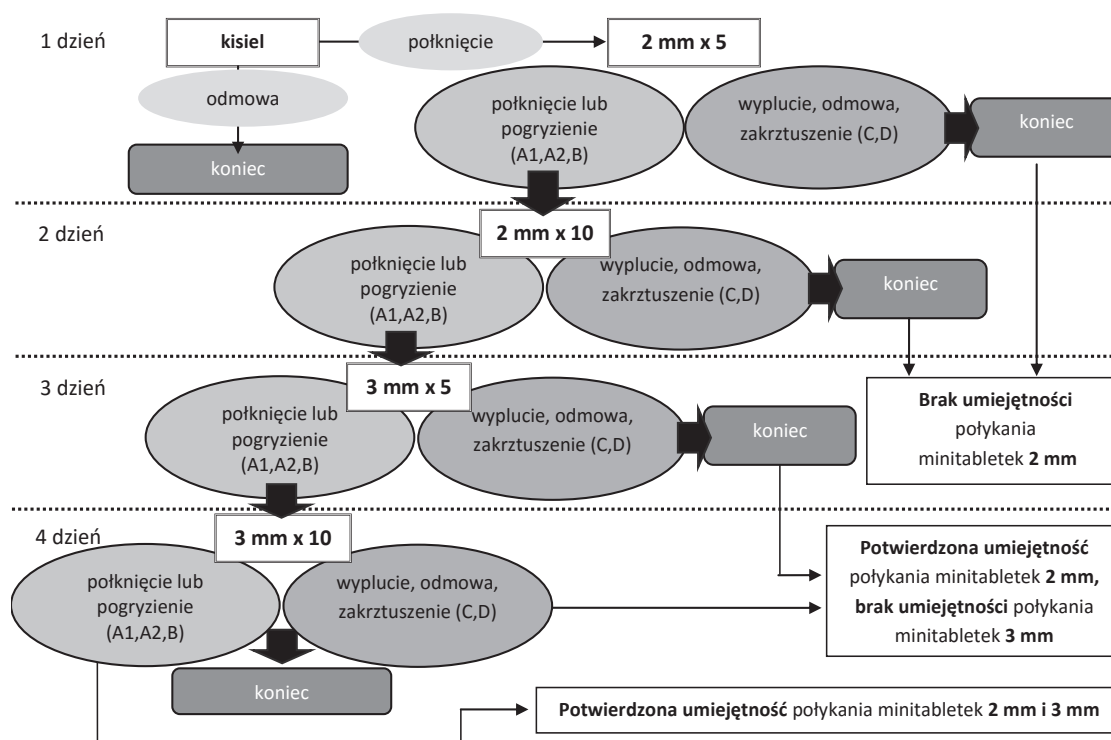 1 dzień
kisiel
połknięcie
2 mm x 5
odmowa
koniec
połknięcie lub
pogryzienie
(A1,A2,B)
wyplucie, odmowa,
zakrztuszenie (C,D)
koniec
2 dzień
2 mm x 10
połknięcie lub
pogryzienie
(A1,A2,B)
wyplucie, odmowa,
zakrztuszenie (C,D)
koniec
3 dzień
3 mm x 5
połknięcie lub
pogryzienie
(A1,A2,B)
wyplucie, odmowa,
zakrztuszenie (C,D)
koniec
Brak umiejętności
połykania
minitabletek 2 mm
4 dzień
3 mm x 10
połknięcie lub
pogryzienie
(A1,A2,B)
wyplucie, odmowa,
zakrztuszenie (C,D)
koniec
Potwierdzona umiejętność
połykania minitabletek 2 mm,
brak umiejętności połykania
minitabletek 3 mm
Potwierdzona umiejętność połykania minitabletek 2 mm i 3 mm